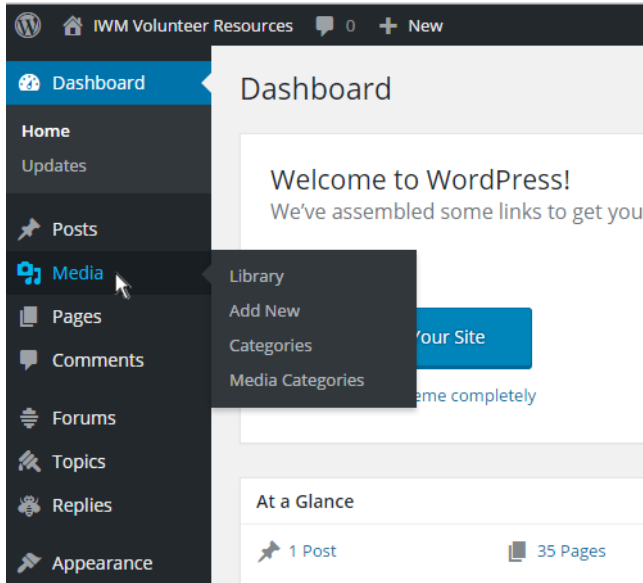 IWM Volunteer Resources 0 New
Dashboard
Home
Updates
Posts
Media
Pages
Comments
Forums
Topics
Replies
Appearance
Library
Add New
Categories
Media Categories
Dashboard
Welcome to WordPress!
We've assembled some links to get you
Your Site
eme completely
At a Glance
1 Post
35 Pages